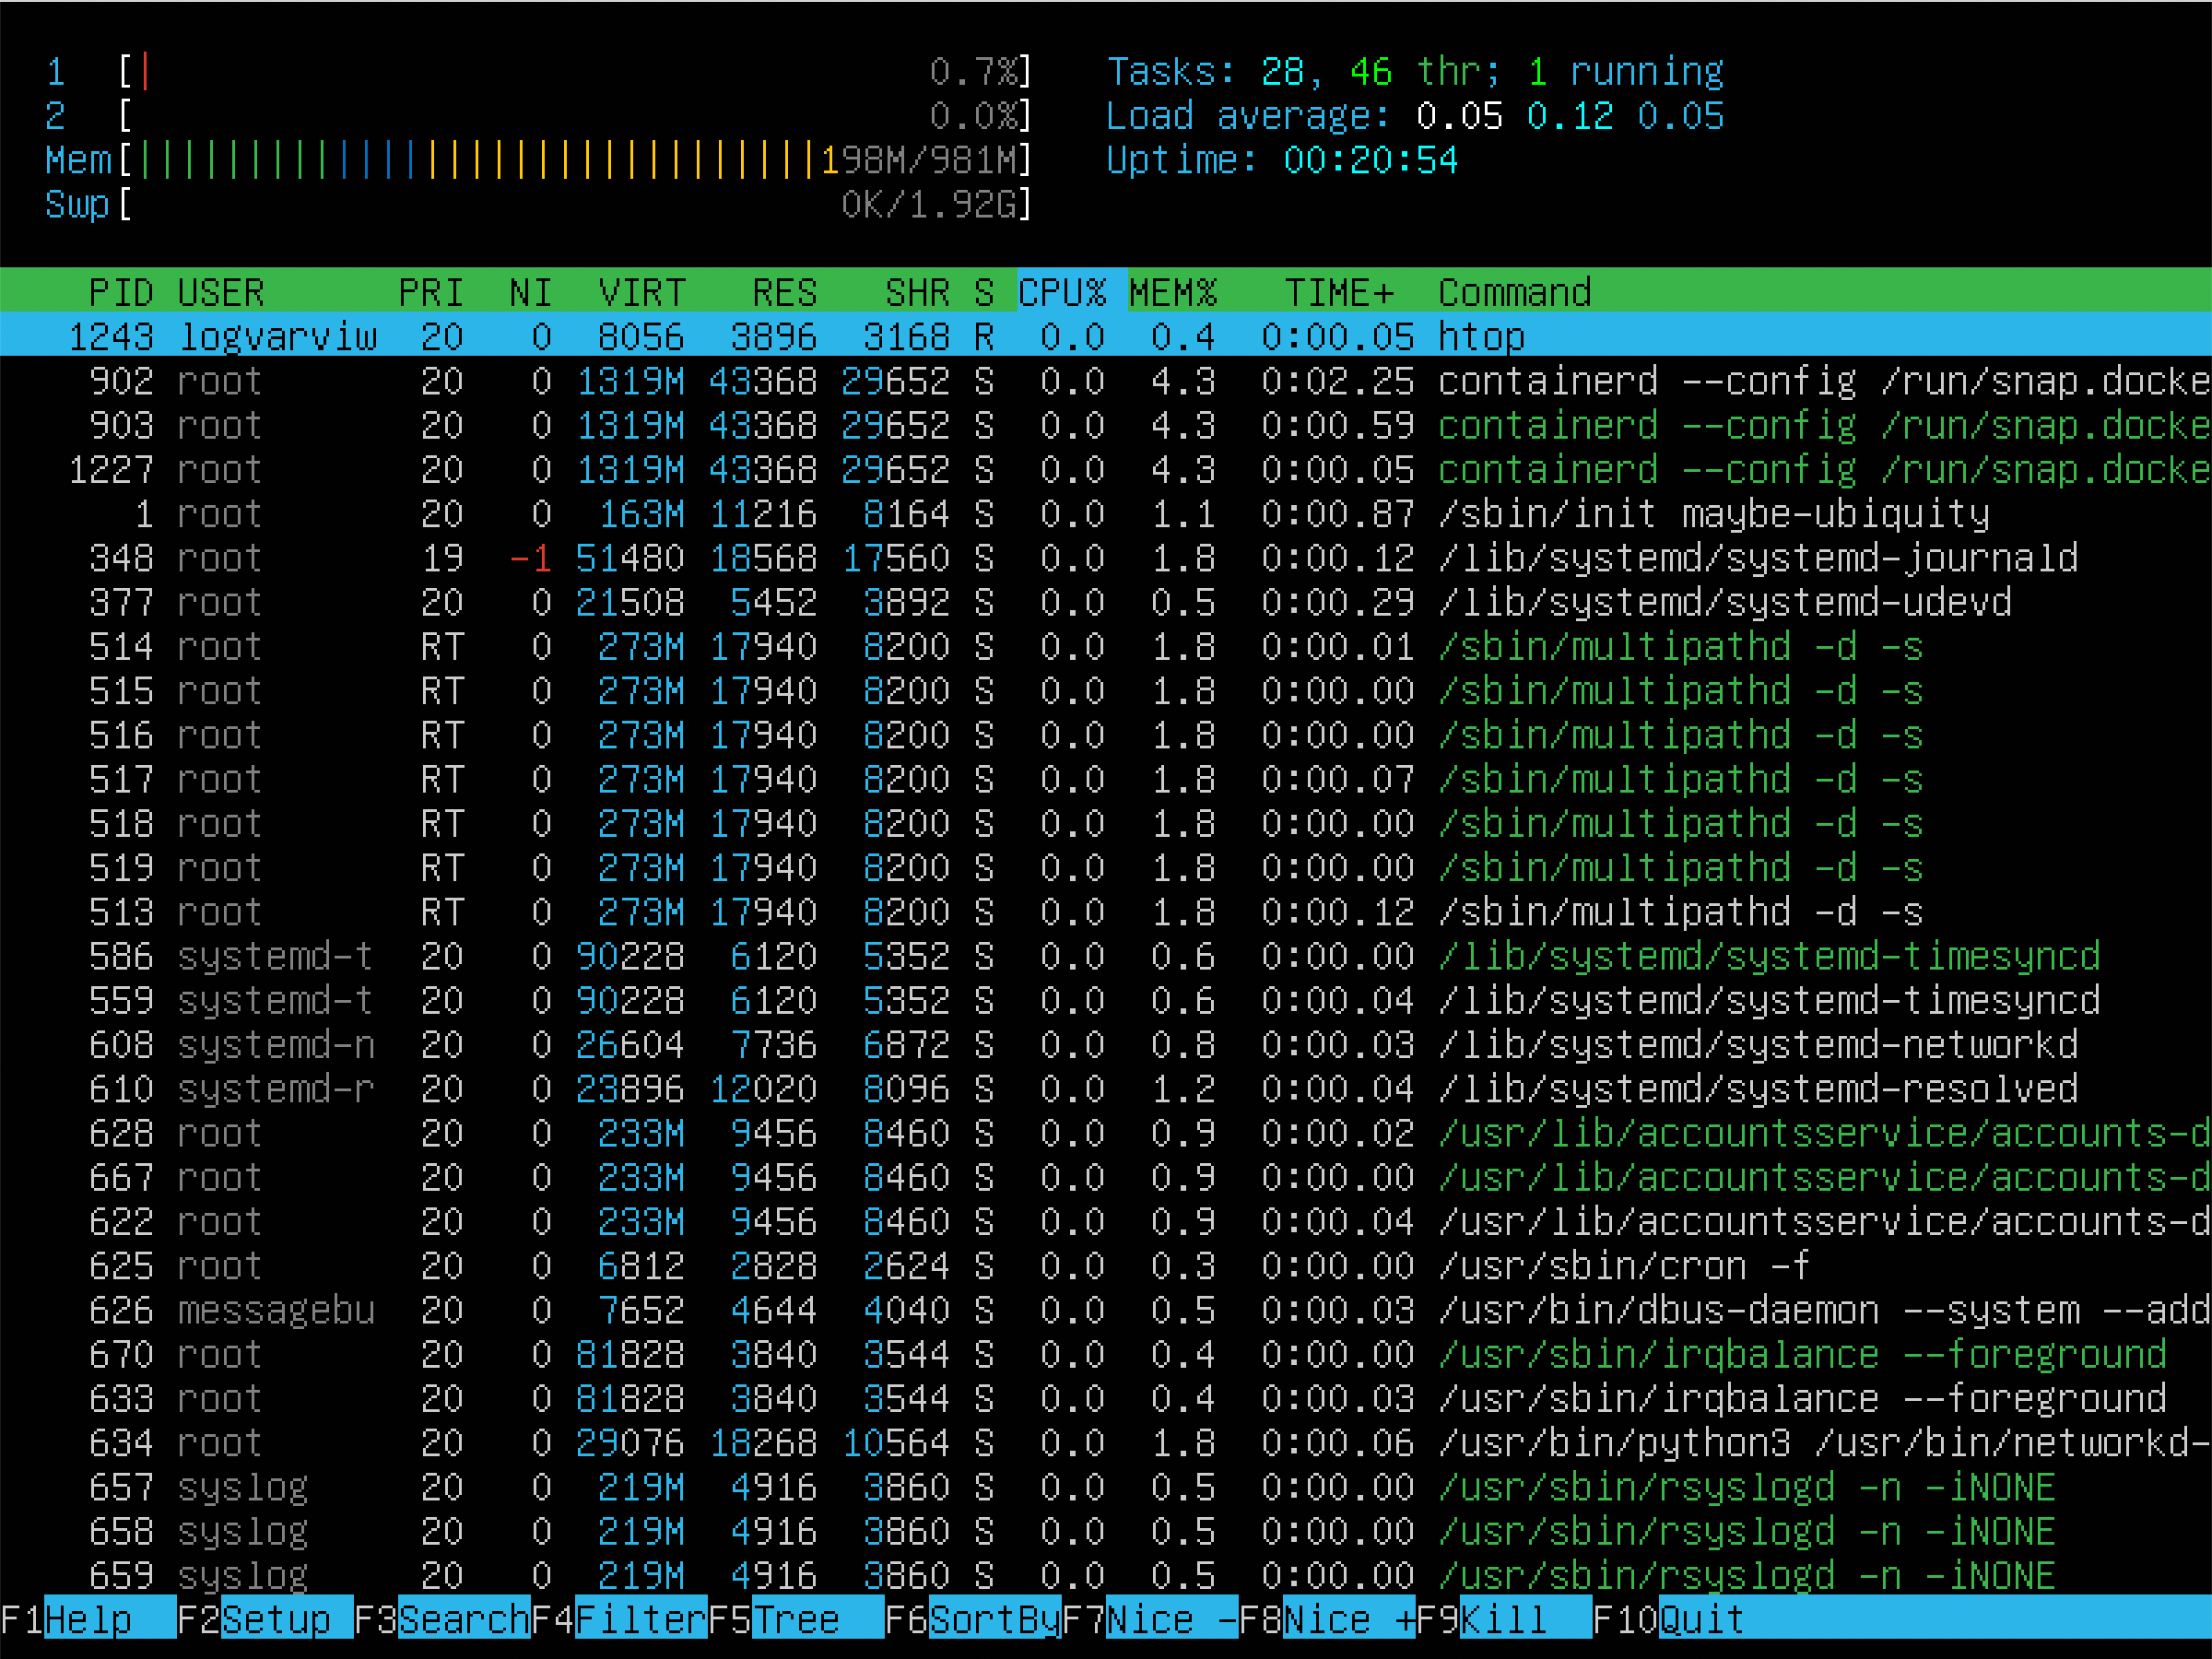 1 [| 0.7%] Tasks: 28, 46 thr; 1 running
2 [ 0.0%] Load average: 0.05 0.12 0.05
Mem[|||||||||||||||||||||||||||||||198M/981M] Uptime: 00:20:54
Swp[ 0K/1.92G]
PID USER PRI NI VIRT RES SHR S CPU% MEM% TIME+ Command
1243 logvarviw 20 0 8056 3896 3168 R 0.0 0.4 0:00.05 htop
902 root 20 0 1319M 43368 29652 S 0.0 4.3 0:02.25 containerd --config /run/snap.docke
903 root 20 0 1319M 43368 29652 S 0.0 4.3 0:00.59 containerd --config /run/snap.docke
1227 root 20 0 1319M 43368 29652 S 0.0 4.3 0:00.05 containerd --config /run/snap.docke
1 root 20 0 163M 11216 8164 S 0.0 1.1 0:00.87 /sbin/init maybe-ubiquity
348 root 19 -1 51480 18568 17560 S 0.0 1.8 0:00.12 /lib/systemd/systemd-journald
377 root 20 0 21508 5452 3892 S 0.0 0.5 0:00.29 /lib/systemd/systemd-udevd
514 root RT 0 273M 17940 8200 S 0.0 1.8 0:00.01 /sbin/multipathd -d -s
515 root RT 0 273M 17940 8200 S 0.0 1.8 0:00.00 /sbin/multipathd -d -s
516 root RT 0 273M 17940 8200 S 0.0 1.8 0:00.00 /sbin/multipathd -d -s
517 root RT 0 273M 17940 8200 S 0.0 1.8 0:00.07 /sbin/multipathd -d -s
518 root RT 0 273M 17940 8200 S 0.0 1.8 0:00.00 /sbin/multipathd -d -s
519 root RT 0 273M 17940 8200 S 0.0 1.8 0:00.00 /sbin/multipathd -d -s
513 root RT 0 273M 17940 8200 S 0.0 1.8 0:00.12 /sbin/multipathd -d -s
586 systemd-t 20 0 90228 6120 5352 S 0.0 0.6 0:00.00 /lib/systemd/systemd-timesyncd
559 systemd-t 20 0 90228 6120 5352 S 0.0 0.6 0:00.04 /lib/systemd/systemd-timesyncd
608 systemd-n 20 0 26604 7736 6872 S 0.0 0.8 0:00.03 /lib/systemd/systemd-networkd
610 systemd-r 20 0 23896 12020 8096 S 0.0 1.2 0:00.04 /lib/systemd/systemd-resolved
628 root 20 0 233M 9456 8460 S 0.0 0.9 0:00.02 /usr/lib/accountsservice/accounts-d
667 root 20 0 233M 9456 8460 S 0.0 0.9 0:00.00 /usr/lib/accountsservice/accounts-d
622 root 20 0 233M 9456 8460 S 0.0 0.9 0:00.04 /usr/lib/accountsservice/accounts-d
625 root 20 0 6812 2828 2624 S 0.0 0.3 0:00.00 /usr/sbin/cron -f
626 messagebu 20 0 7652 4644 4040 S 0.0 0.5 0:00.03 /usr/bin/dbus-daemon --system --add
670 root 20 0 81828 3840 3544 S 0.0 0.4 0:00.00 /usr/sbin/irqbalance --foreground
633 root 20 0 81828 3840 3544 S 0.0 0.4 0:00.03 /usr/sbin/irqbalance --foreground
634 root 20 0 29076 18268 10564 S 0.0 1.8 0:00.06 /usr/bin/python3 /usr/bin/networkd-
657 syslog 20 0 219M 4916 3860 S 0.0 0.5 0:00.00 /usr/sbin/rsyslogd -n -iNONE
658 syslog 20 0 219M 4916 3860 S 0.0 0.5 0:00.00 /usr/sbin/rsyslogd -n -iNONE
659 syslog 20 0 219M 4916 3860 S 0.0 0.5 0:00.00 /usr/sbin/rsyslogd -n -iNONE
F1Help F2Setup F3SearchF4FilterF5Tree F6SortByF7Nice -F8Nice +F9Kill F10Quit